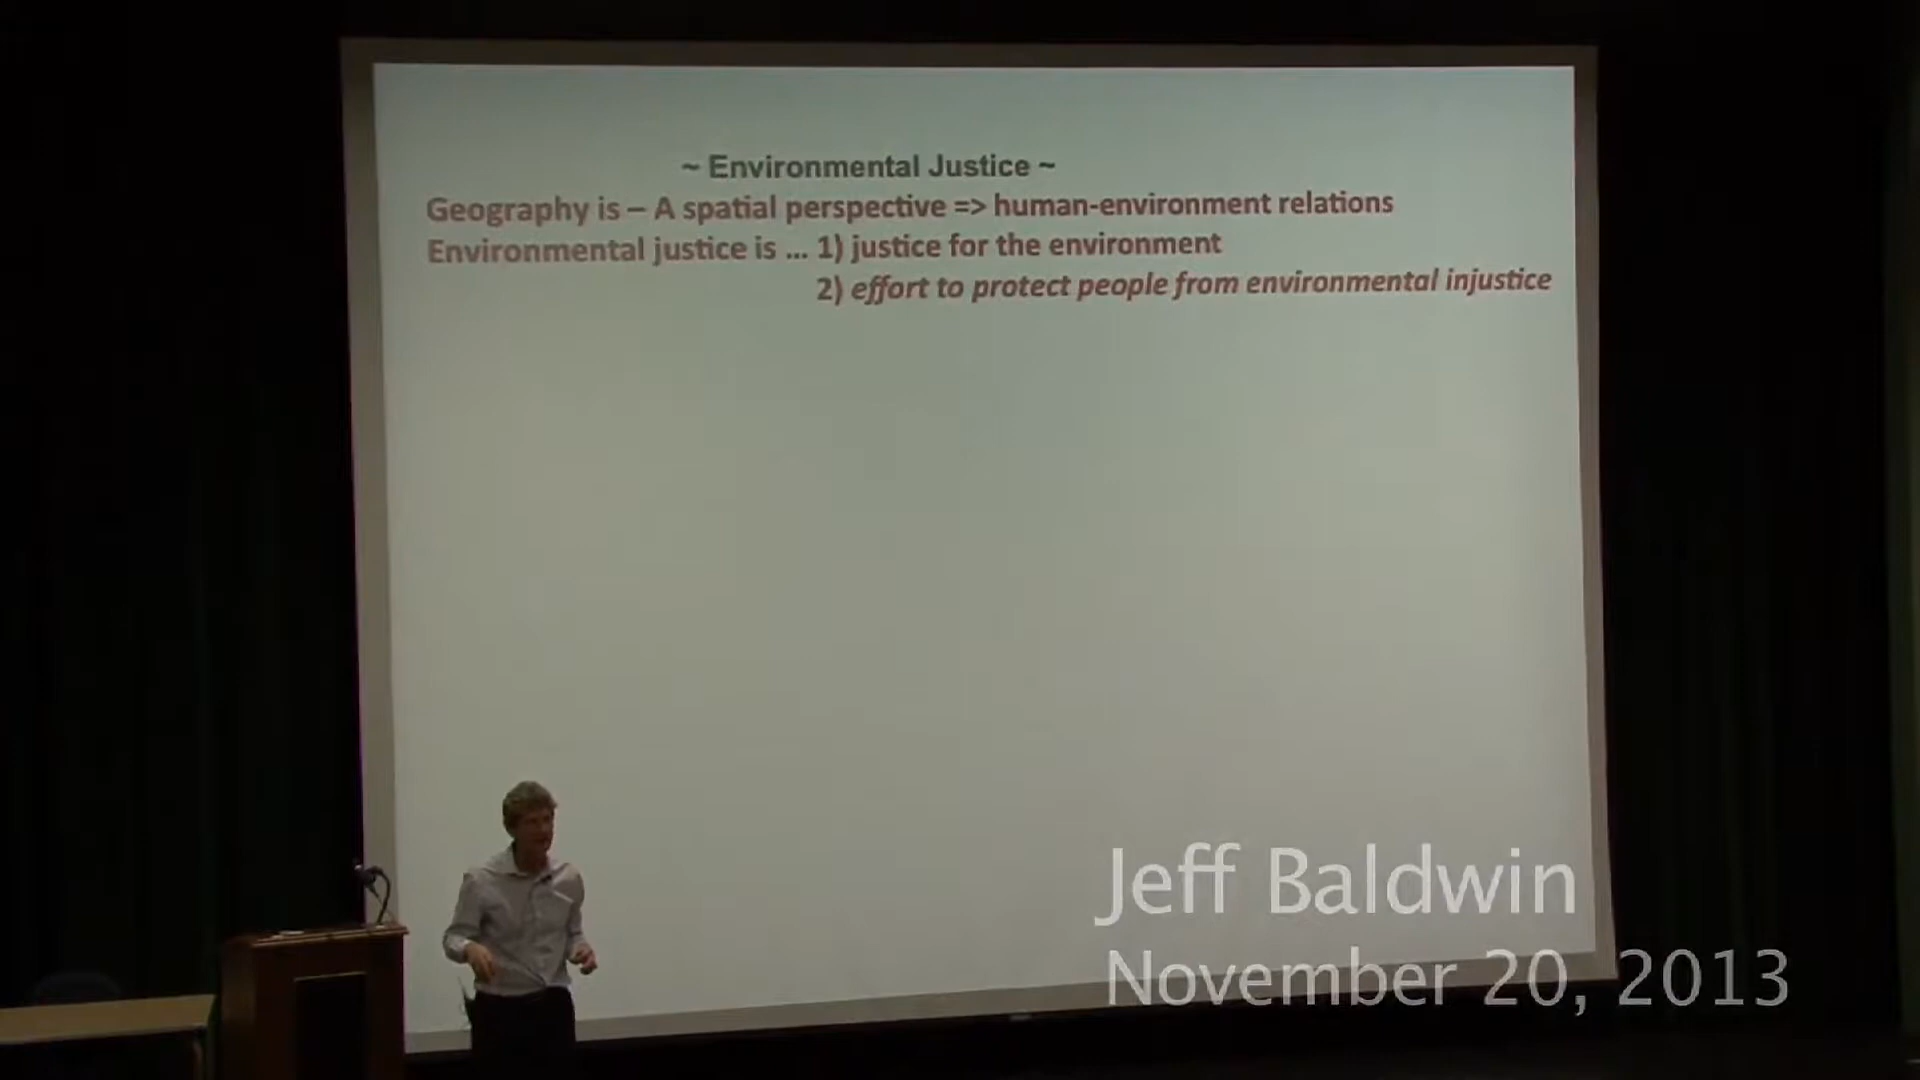 ~ Environmental Justice ~
Geography is – A spatial perspective => human-environment relations
Environmental justice is ... 1) justice for the environment
2) effort to protect people from environmental injustice
Jeff Baldwin
November 20, 2013